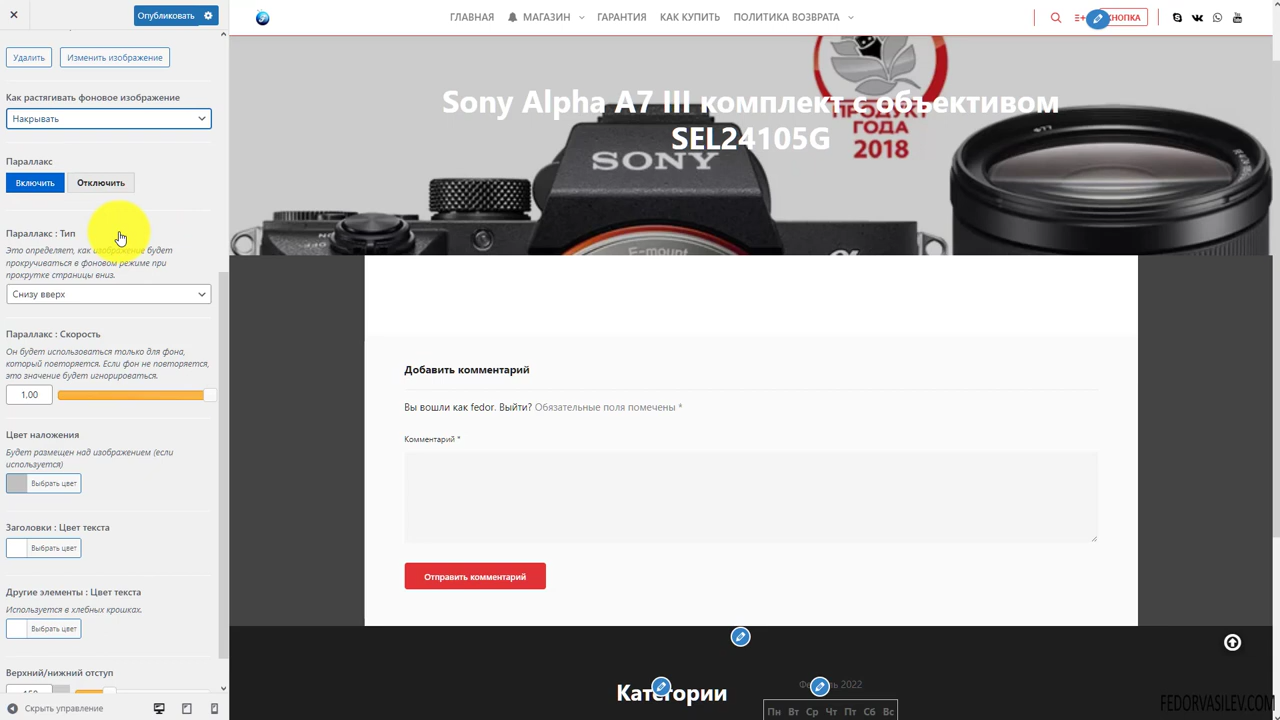 Опубликовать
Удалить
Изменить изображение
Как растягивать фоновое изображение
Накрывать
Параллакс
Включить
Отключить
Параллакс : Тип
Это определяет, как изображение будет
прокручиваться в фоновом режиме при
прокрутке страницы вниз.
Снизу вверх
Параллакс : Скорость
Он будет использоваться только для фона,
который повторяется. Если фон не повторяется,
это значение будет игнорироваться.
1.00
Цвет наложения
Будет размещен над изображением (если
используется)
Выбрать цвет
Заголовки : Цвет текста
Выбрать цвет
Другие элементы : Цвет текста
Используется в хлебных крошках.
Выбрать цвет
Верхний/нижний отступ
Скрыть управление
ГЛАВНАЯ
МАГАЗИН
ГАРАНТИЯ
КАК КУПИТЬ
ПОЛИТИКА ВОЗВРАТА
КНОПКА
Sony Alpha A7 III комплект с объективом
SEL24105G
ПРОДУКТ
ГОДА
2018
SONY
E-mount
α
Добавить комментарий
Вы вошли как fedor. Выйти? Обязательные поля помечены *
Комментарий *
Отправить комментарий
Категории
Февраль 2022
Пн Вт Ср Чт Пт Сб Вс
FEDORVASILEV.COM